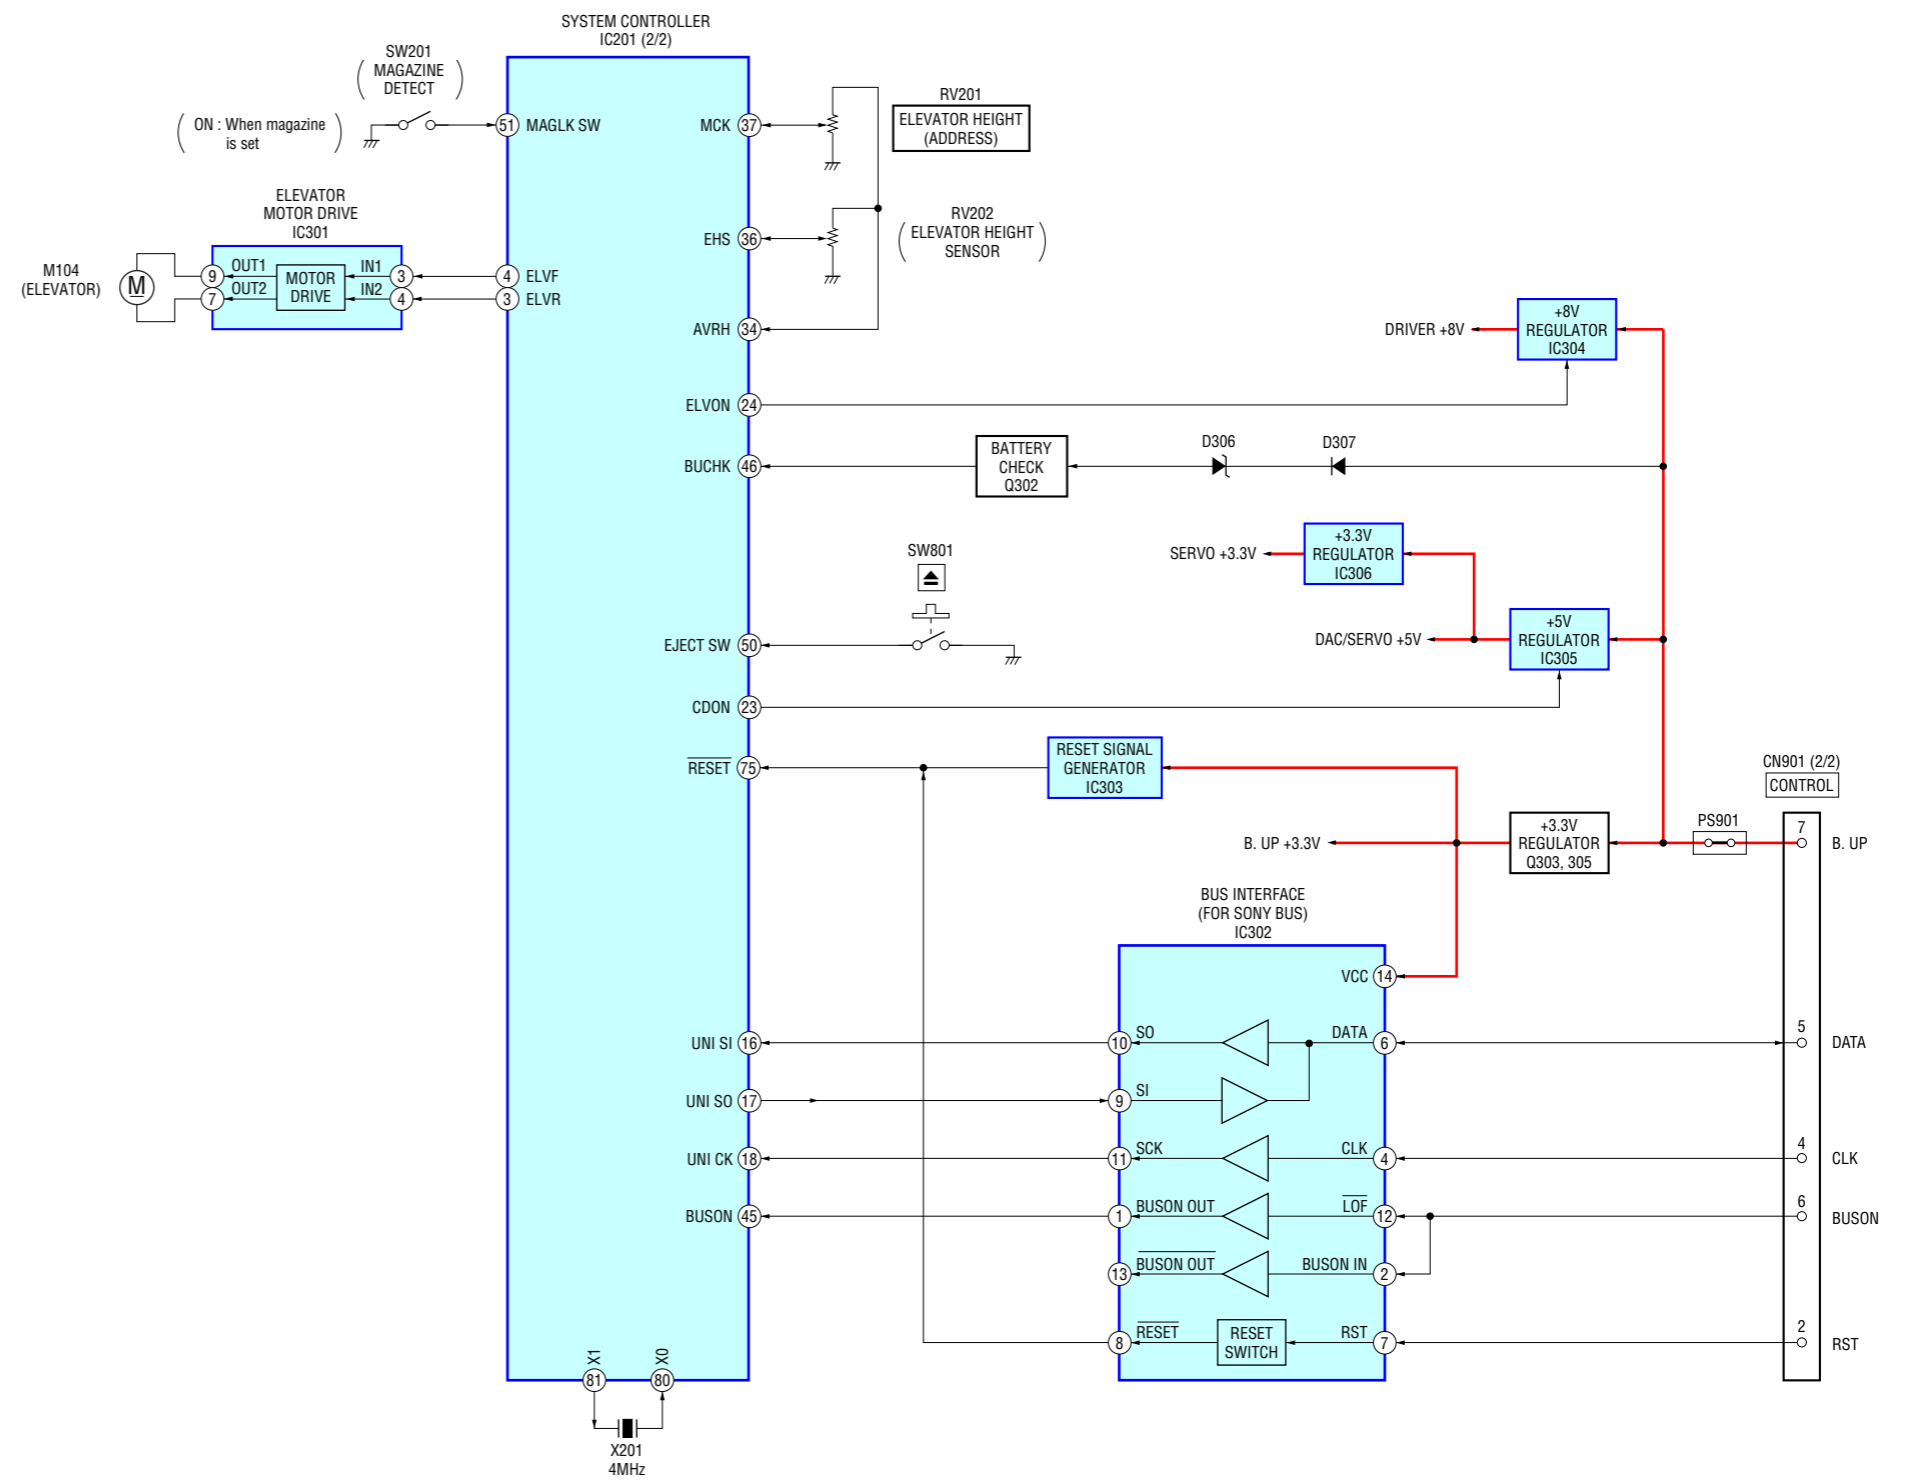 SYSTEM CONTROLLER
IC201 (2/2)
SW201
MAGAZINE
DETECT
ON : When magazine
is set
51 MAGLK SW
MCK 37
RV201
ELEVATOR HEIGHT
(ADDRESS)
ELEVATOR
MOTOR DRIVE
IC301
M104
(ELEVATOR)
M
9 OUT1
7 OUT2
MOTOR
DRIVE
IN1 3
IN2 4
4 ELVF
3 ELVR
EHS 36
RV202
ELEVATOR HEIGHT
SENSOR
AVRH 34
DRIVER +8V
+8V
REGULATOR
IC304
ELVON 24
BUCHK 46
BATTERY
CHECK
Q302
D306
D307
SERVO +3.3V
+3.3V
REGULATOR
IC306
SW801
EJECT SW 50
DAC/SERVO +5V
+5V
REGULATOR
IC305
CDON 23
RESET 75
RESET SIGNAL
GENERATOR
IC303
CN901 (2/2)
CONTROL
B. UP +3.3V
+3.3V
REGULATOR
Q303, 305
PS901
7 B. UP
BUS INTERFACE
(FOR SONY BUS)
IC302
VCC 14
UNI SI 16
10 SO
DATA 6
5 DATA
UNI SO 17
9 SI
UNI CK 18
11 SCK
CLK 4
4 CLK
BUSON 45
1 BUSON OUT
LOF 12
6 BUSON
13 BUSON OUT
BUSON IN 2
8 RESET
RESET
SWITCH
RST 7
2 RST
X1
81
X0
80
X201
4MHz